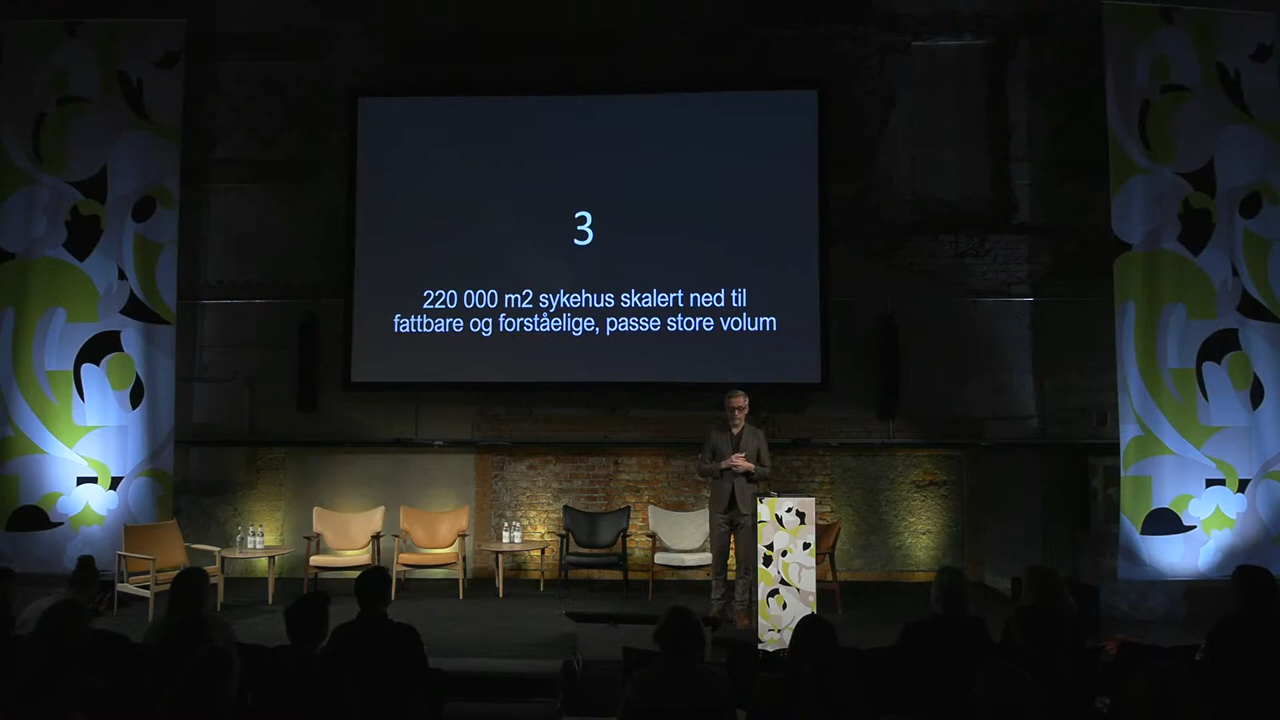 3
220 000 m2 sykehus skalert ned til
fattbare og forståelige, passe store volum